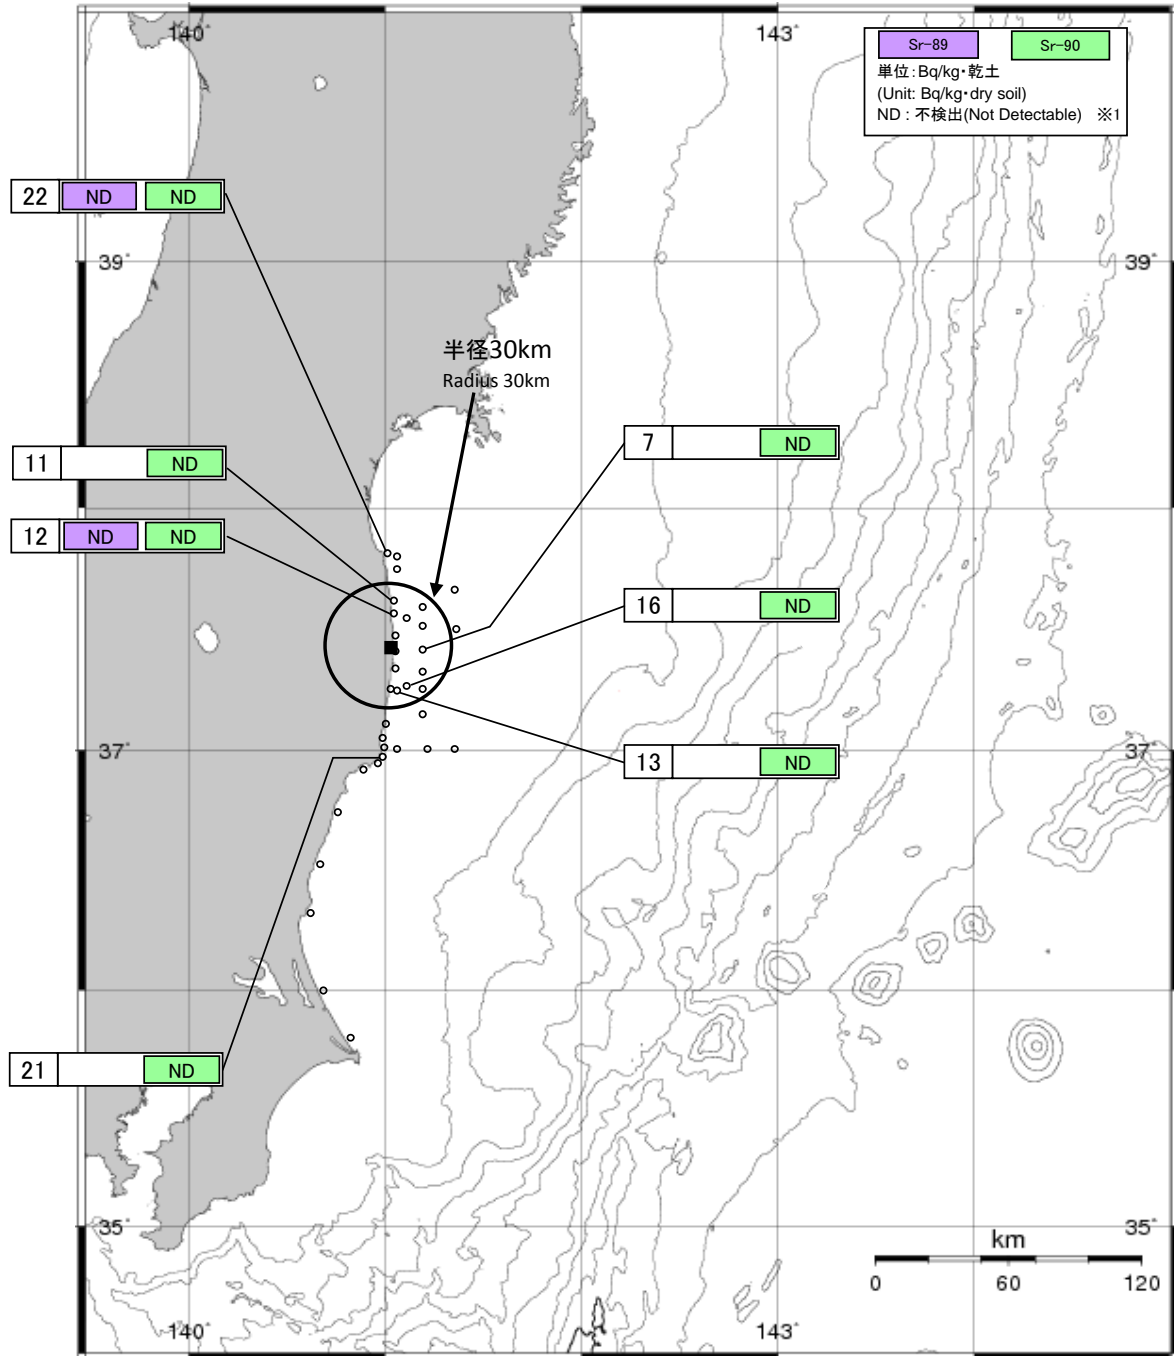 140°
143°
Sr-89
Sr-90
単位:Bq/kg・乾土
(Unit: Bq/kg・dry soil)
ND : 不検出(Not Detectable) ※1
22 ND ND
39°
39°
半径30km
Radius 30km
7 ND
11 ND
12 ND ND
16 ND
37°
37°
13 ND
21 ND
35°
35°
km
0 60 120
140°
143°